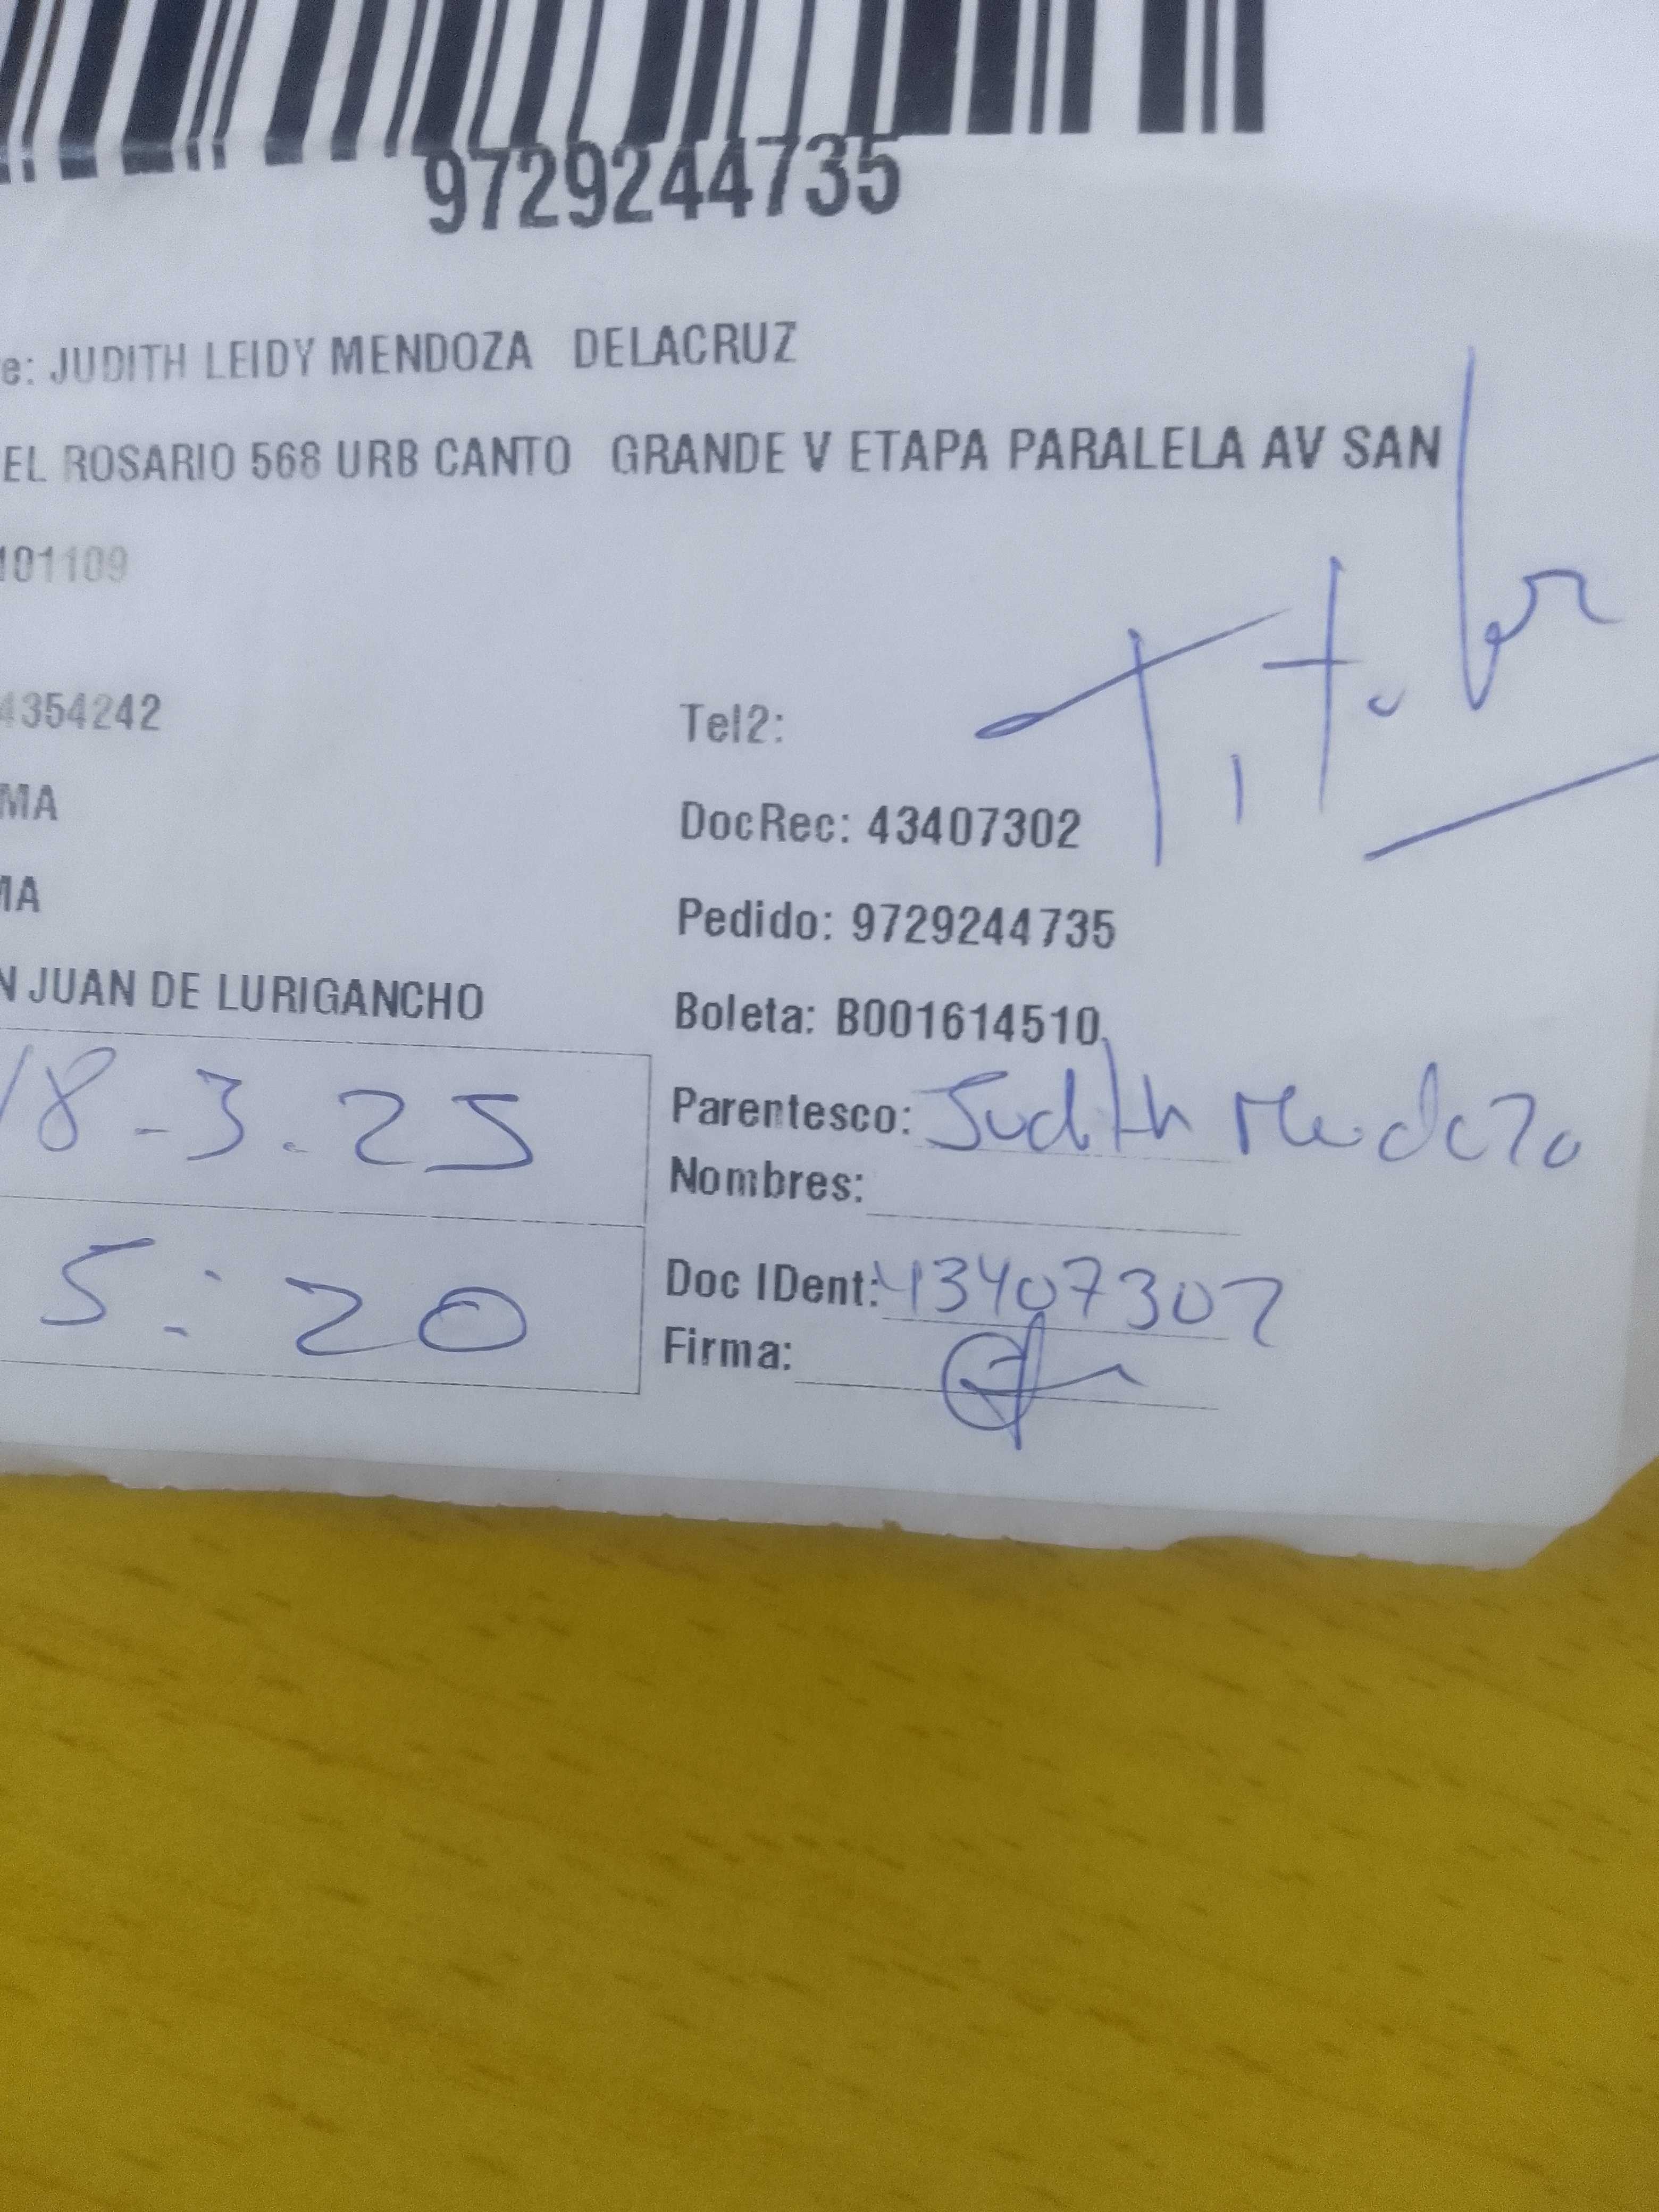 9729244735
e: JUDITH LEIDY MENDOZA DELACRUZ
EL ROSARIO 568 URB CANTO GRANDE V ETAPA PARALELA AV SAN
101109
Titular
4354242
Tel2:
MA
DocRec: 43407302
MA
Pedido: 9729244735
N JUAN DE LURIGANCHO
Boleta: B001614510
18-3.25
Parentesco: Judith Mendoza
Nombres:
5:20
Doc IDent: 43407302
Firma: